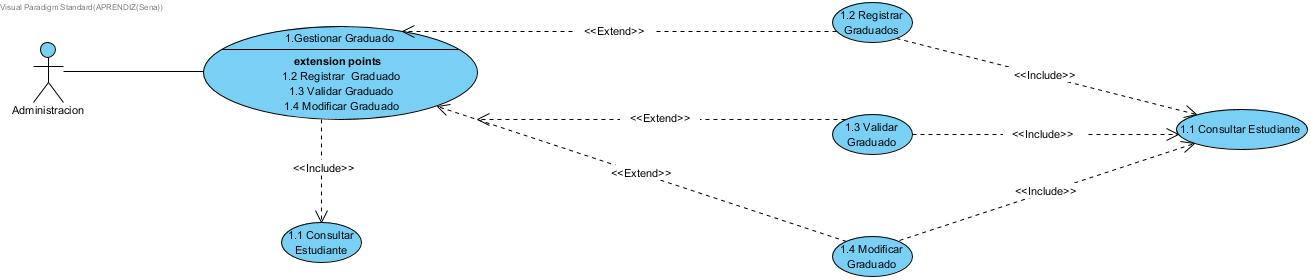 Visual Paradigm Standard(APRENDIZ(Sena))
Administracion
1.Gestionar Graduado
extension points
1.2 Registrar Graduado
1.3 Validar Graduado
1.4 Modificar Graduado
<<Include>>
1.1 Consultar
Estudiante
<<Extend>>
<<Extend>>
<<Extend>>
1.2 Registrar
Graduados
1.3 Validar
Graduado
1.4 Modificar
Graduado
<<Include>>
<<Include>>
<<Include>>
1.1 Consultar Estudiante